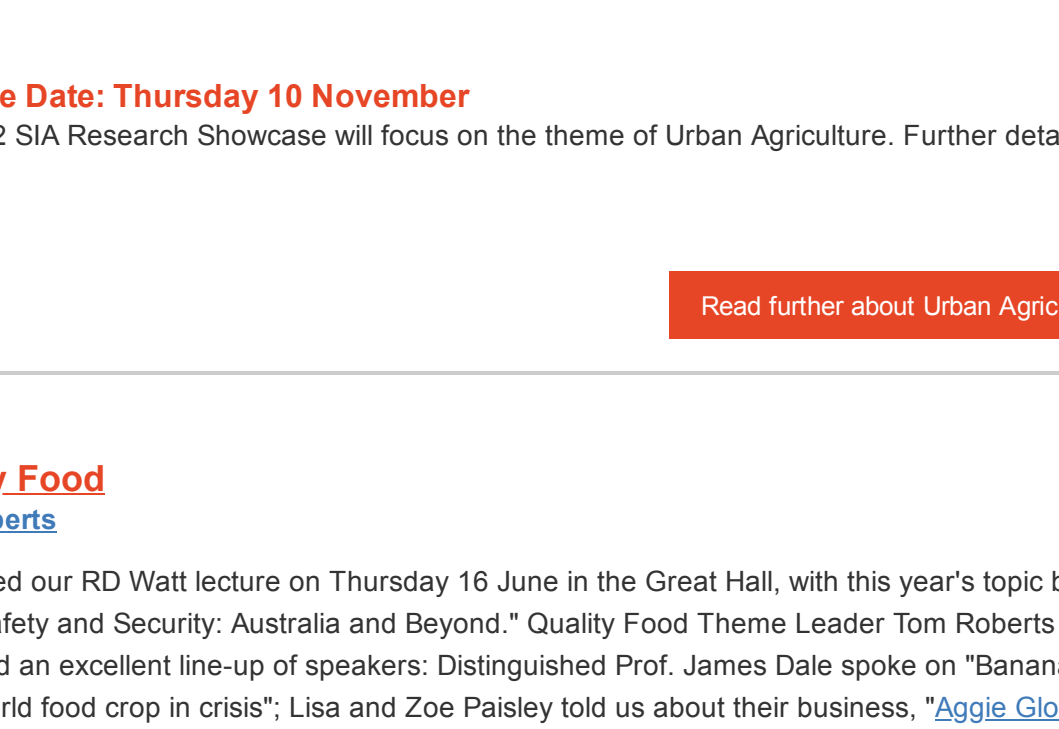 e Date: Thursday 10 November
2 SIA Research Showcase will focus on the theme of Urban Agriculture. Further deta
Read further about Urban Agric
y Food
erts
ed our RD Watt lecture on Thursday 16 June in the Great Hall, with this year's topic b
fety and Security: Australia and Beyond." Quality Food Theme Leader Tom Roberts
d an excellent line-up of speakers: Distinguished Prof. James Dale spoke on "Banana
rld food crop in crisis"; Lisa and Zoe Paisley told us about their business, "Aggie Glo